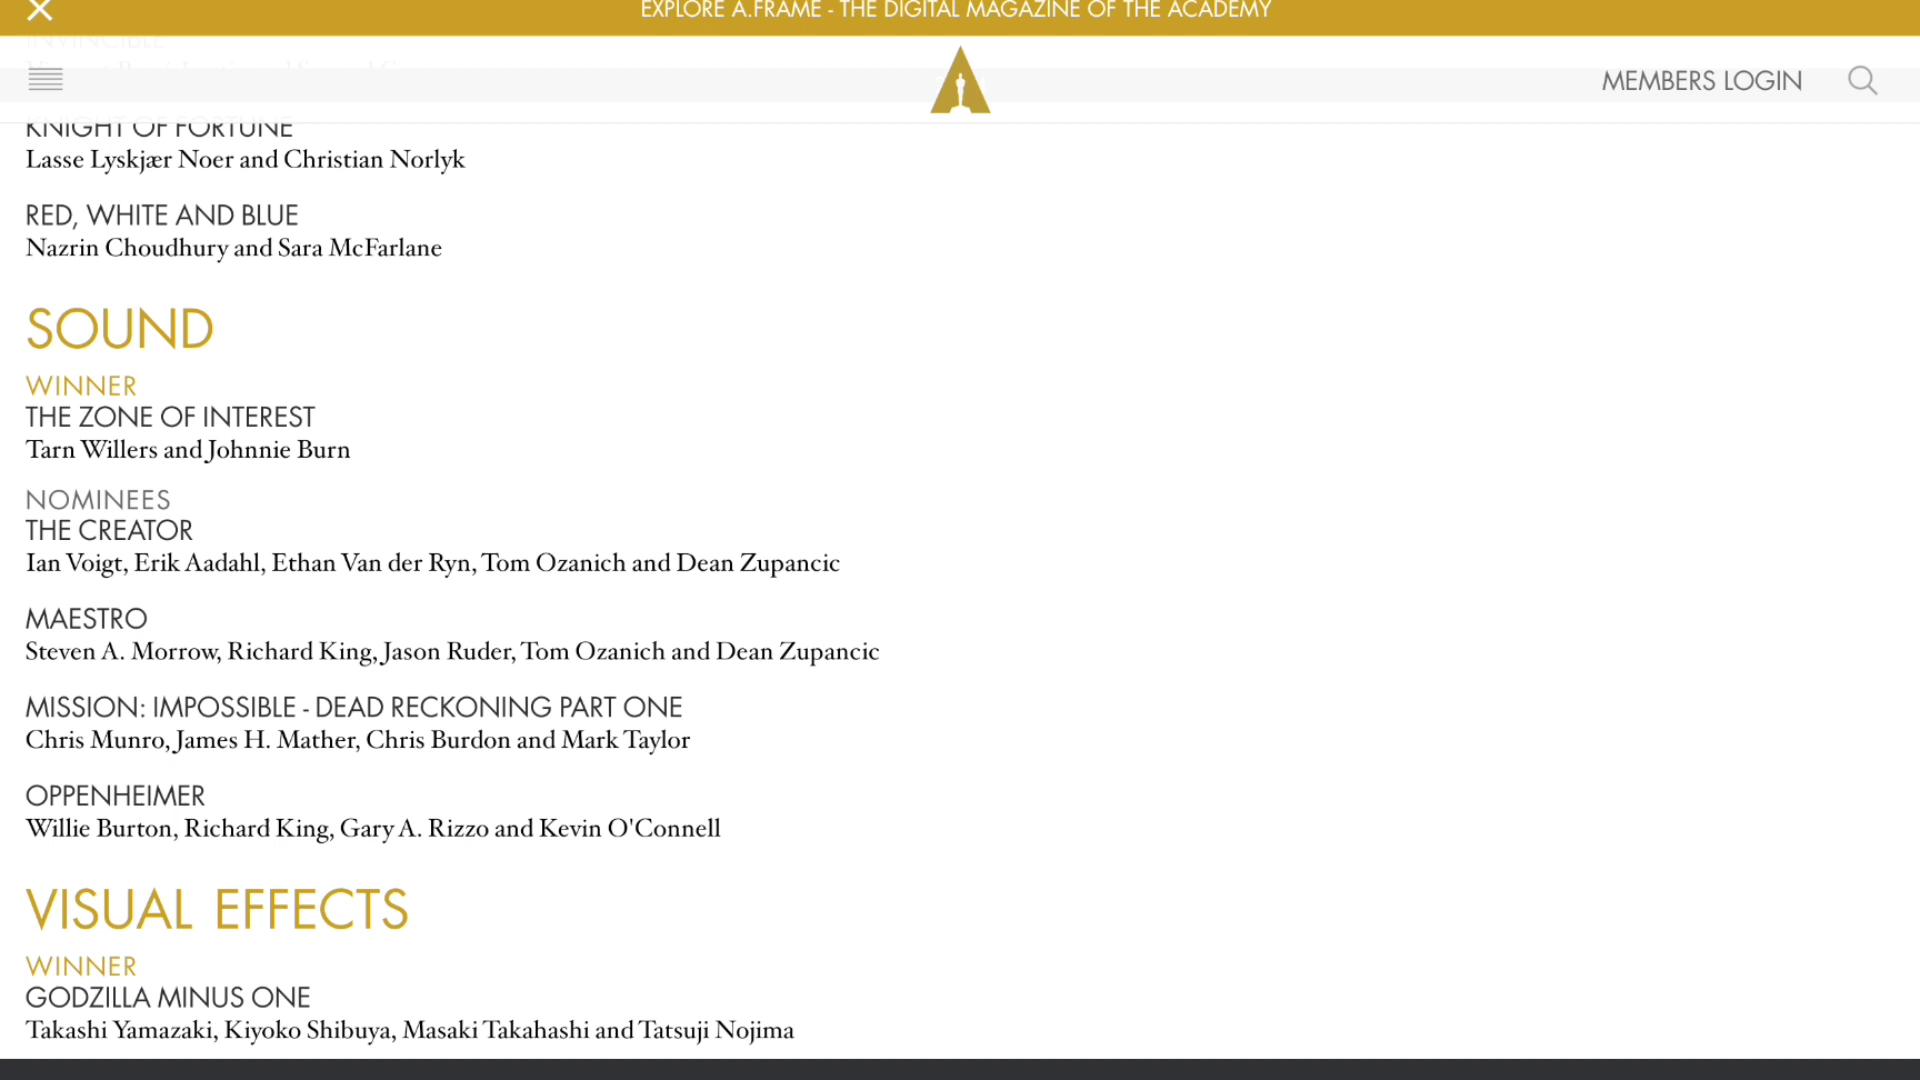 EXPLORE A.FRAME - THE DIGITAL MAGAZINE OF THE ACADEMY
INVINCIBLE
MEMBERS LOGIN
KNIGHT OF FORTUNE
Lasse Lyskjær Noer and Christian Norlyk
RED, WHITE AND BLUE
Nazrin Choudhury and Sara McFarlane
SOUND
WINNER
THE ZONE OF INTEREST
Tarn Willers and Johnnie Burn
NOMINEES
THE CREATOR
Ian Voigt, Erik Aadahl, Ethan Van der Ryn, Tom Ozanich and Dean Zupancic
MAESTRO
Steven A. Morrow, Richard King, Jason Ruder, Tom Ozanich and Dean Zupancic
MISSION: IMPOSSIBLE - DEAD RECKONING PART ONE
Chris Munro, James H. Mather, Chris Burdon and Mark Taylor
OPPENHEIMER
Willie Burton, Richard King, Gary A. Rizzo and Kevin O'Connell
VISUAL EFFECTS
WINNER
GODZILLA MINUS ONE
Takashi Yamazaki, Kiyoko Shibuya, Masaki Takahashi and Tatsuji Nojima